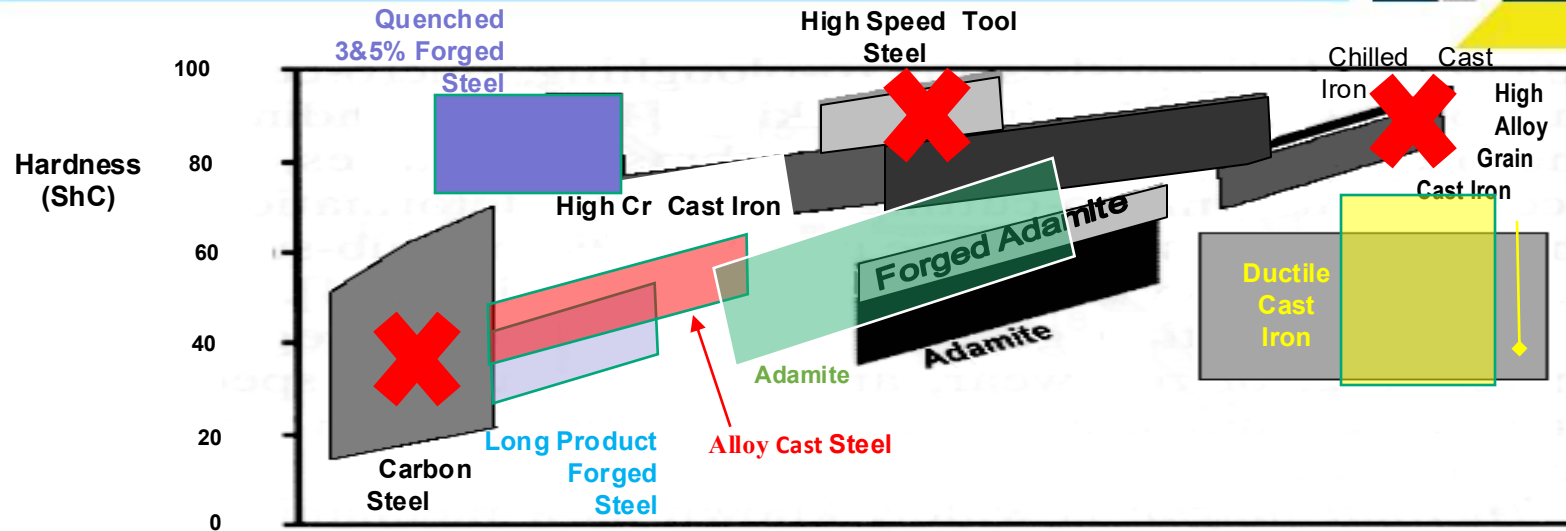 Quenched
3&5% Forged
Steel
High Speed Tool
Steel
Chilled Cast
Iron
High
Alloy
Grain
Cast Iron
Hardness
(ShC)
100
80
60
40
20
0
High Cr Cast Iron
Forged Adamite
Adamite
Adamite
Ductile
Cast
Iron
Alloy Cast Steel
Long Product
Forged
Steel
Carbon
Steel